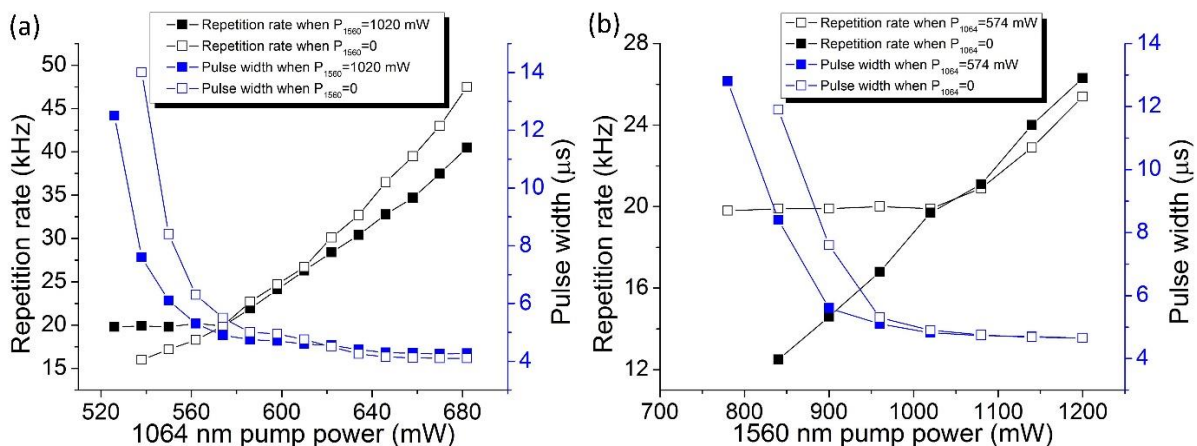 (a)
Repetition rate when P1560=1020 mW
Repetition rate when P1560=0
Pulse width when P1560=1020 mW
Pulse width when P1560=0
Repetition rate (kHz)
50
45
40
35
30
25
20
15
14
12
10
8
6
4
Pulse width (μs)
520 560 600 640 680
1064 nm pump power (mW)
(b)
Repetition rate when P1064=574 mW
Repetition rate when P1064=0
Pulse width when P1064=574 mW
Pulse width when P1064=0
Repetition rate (kHz)
28
24
20
16
12
14
12
10
8
6
4
Pulse width (μs)
700 800 900 1000 1100 1200
1560 nm pump power (mW)